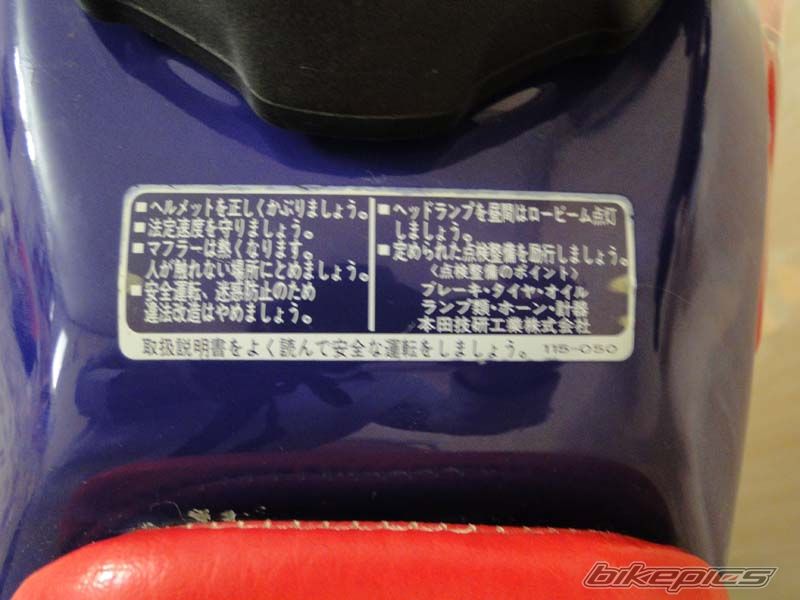 ■ヘルメットを正しくかぶりましょう。
■法定速度を守りましょう。
■マフラーは熱くなります。
人が触れない場所にとめましょう。
■安全運転、迷惑防止のため
違法改造はやめましょう。
■ヘッドランプを昼間はロービーム点灯
しましょう。
■定められた点検整備を励行しましょう。
〈点検整備のポイント〉
ブレーキ・タイヤ・オイル
ランプ類・ホーン・計器
本田技研工業株式会社
取扱説明書をよく読んで安全な運転をしましょう。 115-050
bikepics